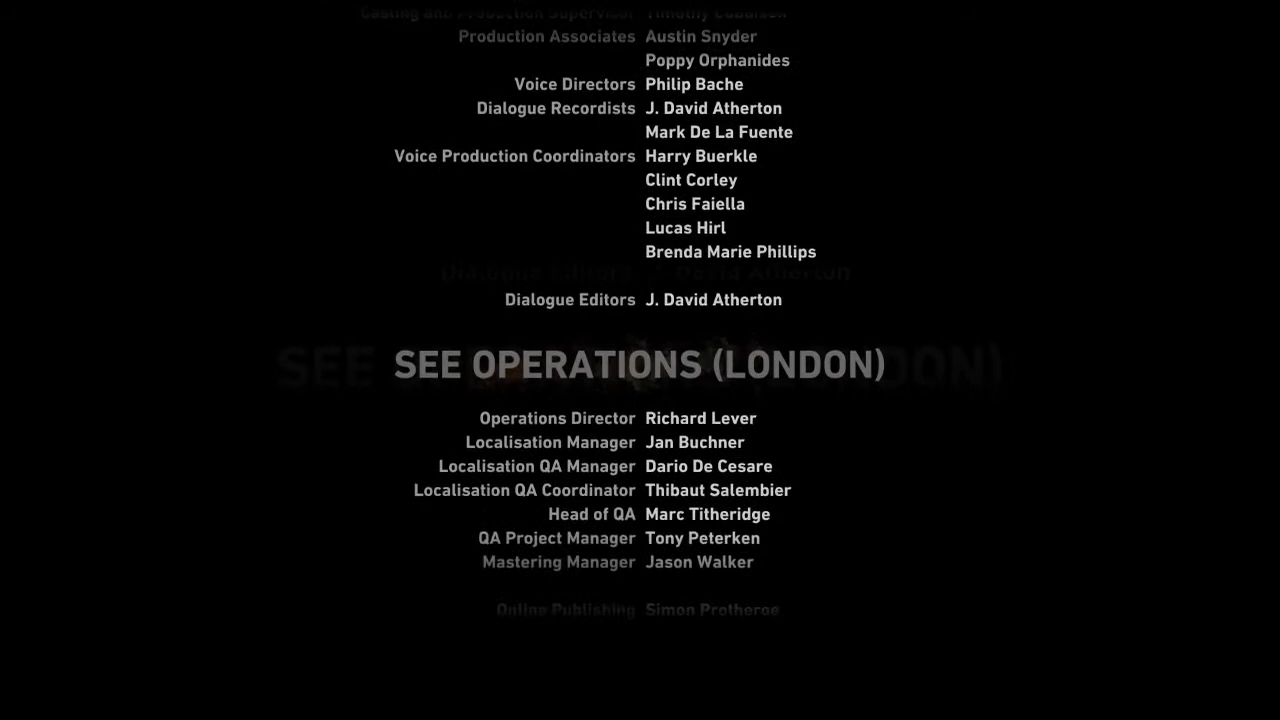 Casting and Production Supervisor
Production Associates Austin Snyder
Poppy Orphanides
Voice Directors Philip Bache
Dialogue Recordists J. David Atherton
Mark De La Fuente
Voice Production Coordinators Harry Buerkle
Clint Corley
Chris Faiella
Lucas Hirl
Brenda Marie Phillips
Dialogue Editors J. David Atherton
SEE OPERATIONS (LONDON)
Operations Director Richard Lever
Localisation Manager Jan Buchner
Localisation QA Manager Dario De Cesare
Localisation QA Coordinator Thibaut Salembier
Head of QA Marc Titheridge
QA Project Manager Tony Peterken
Mastering Manager Jason Walker
Online Publishing Simon Protheroe